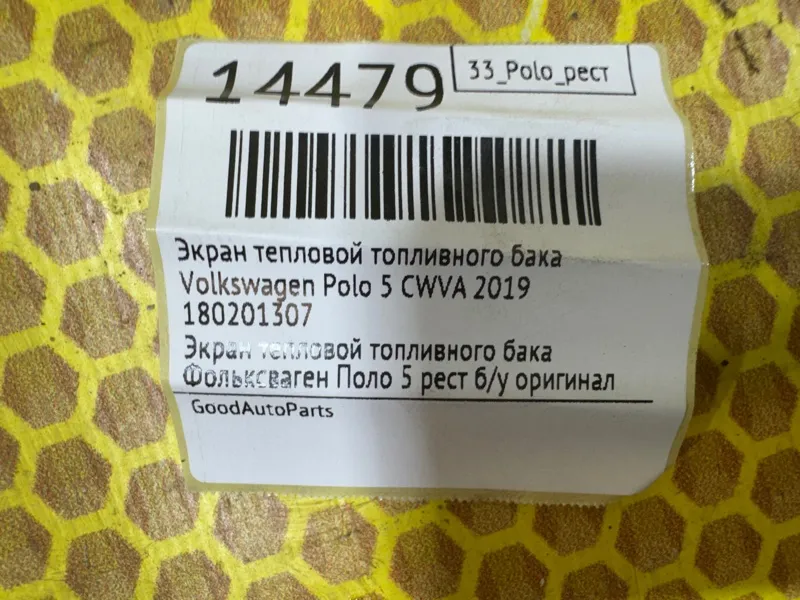 14479
33_Polo_рест
Экран тепловой топливного бака
Volkswagen Polo 5 CWVA 2019
180201307
Экран тепловой топливного бака
Фольксваген Поло 5 рест б/у оригинал
GoodAutoParts